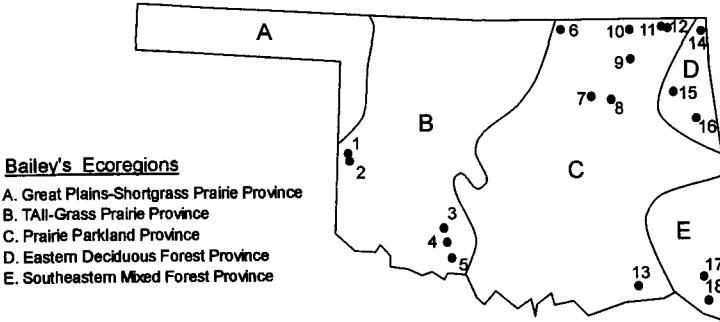 A
6
10
11
12
14
9
D
7
8
15
B
16
1
2
C
Bailey's Ecoregions
A. Great Plains-Shortgrass Prairie Province
B. TAll-Grass Prairie Province
C. Prairie Parkland Province
D. Eastern Deciduous Forest Province
E. Southeastern Mixed Forest Province
3
4
5
E
13
17
18